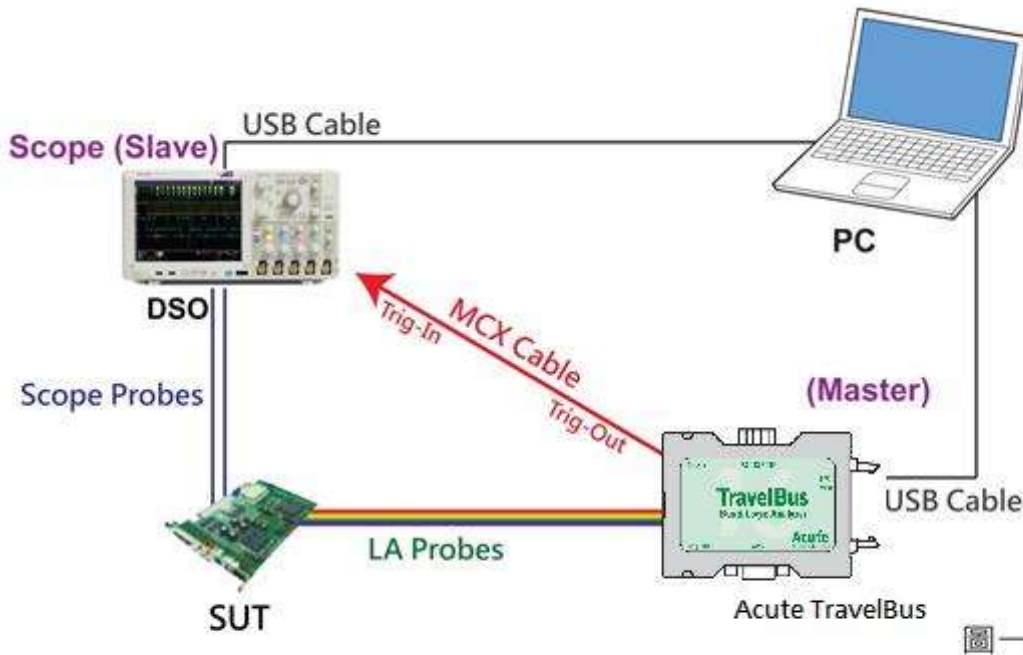 USB Cable
Scope (Slave)
PC
DSO
MCX Cable
Trig-In
Trig-Out
Scope Probes
(Master)
TravelBus
Acute
USB Cable
LA Probes
SUT
Acute TravelBus
圖一